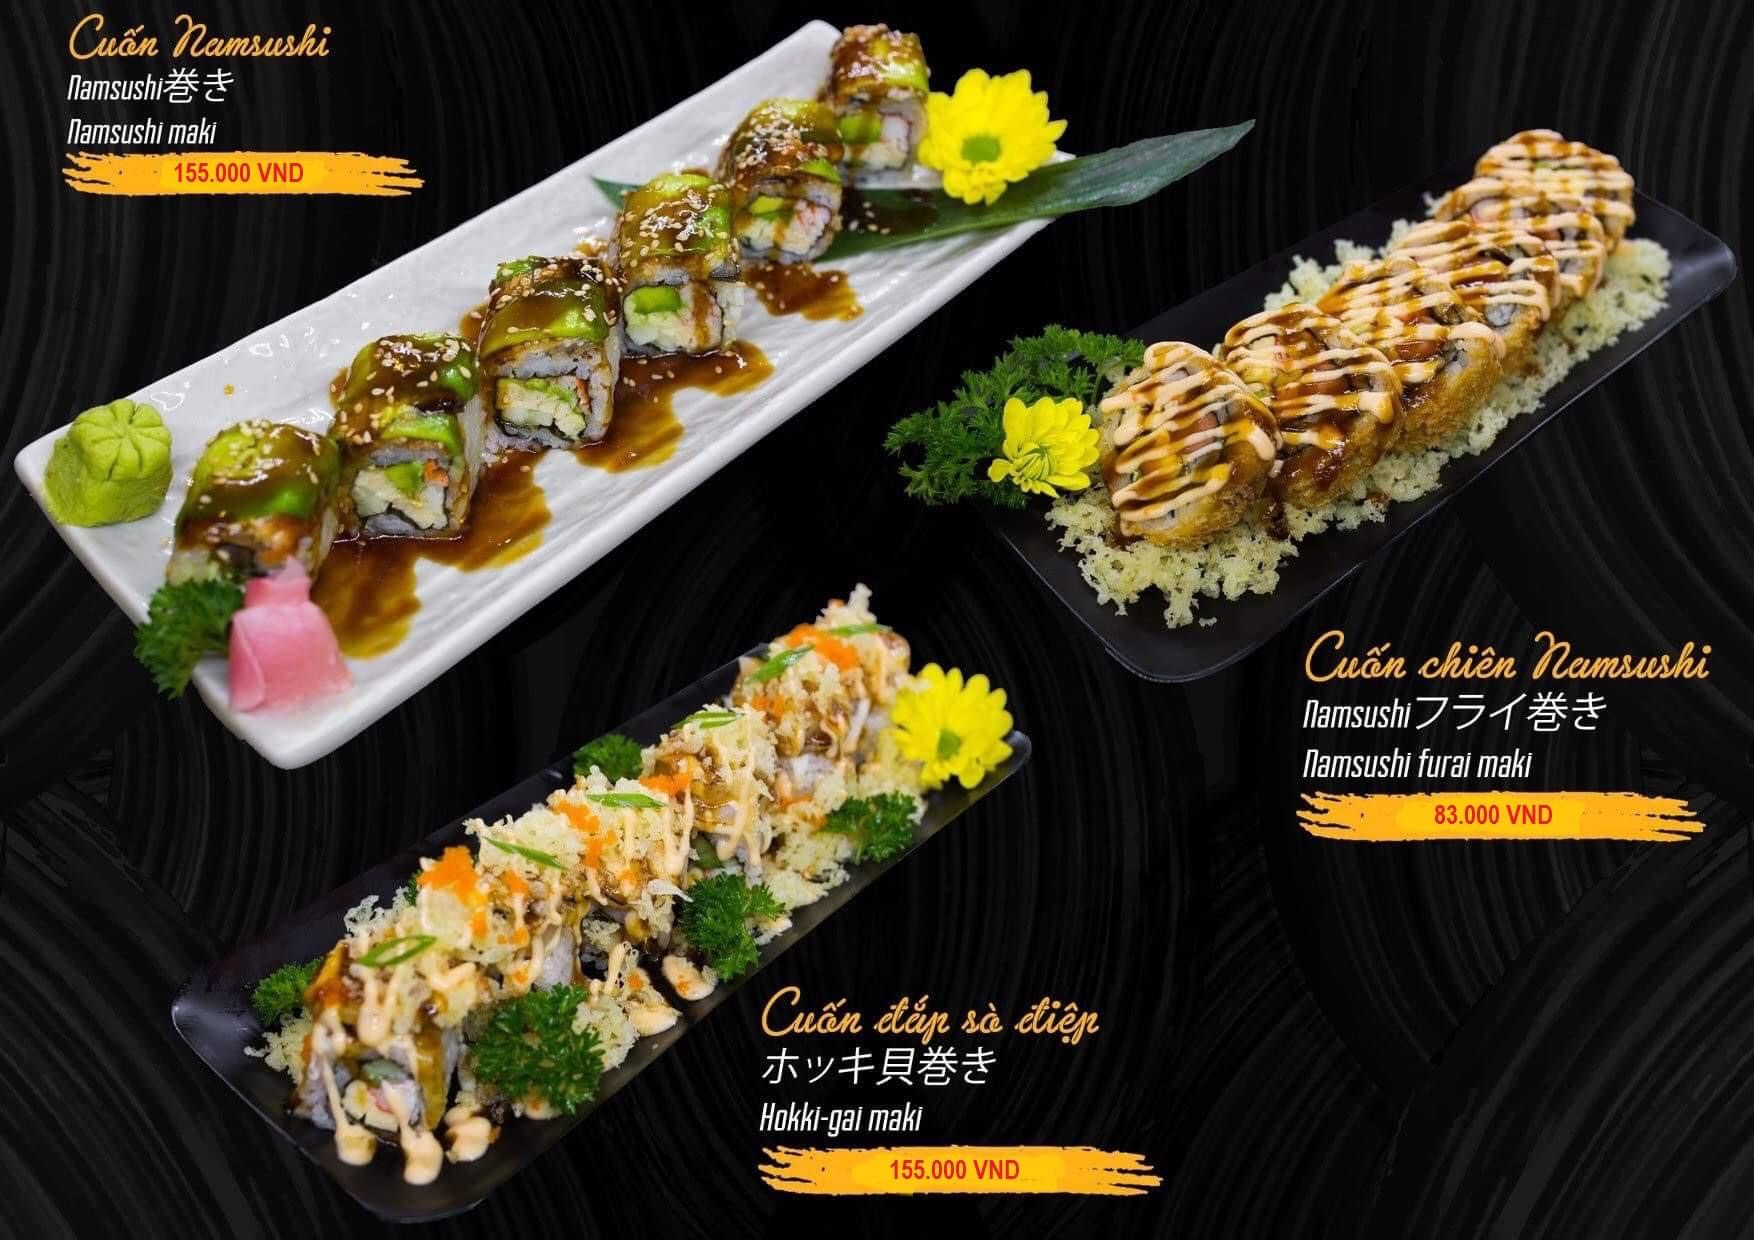 Cuốn Namsushi
Namsushi巻き
Namsushi maki
155.000 VND
Cuốn chiên Namsushi
Namsushiフライ巻き
Namsushi furai maki
83.000 VND
Cuốn đắp sò điệp
ホッキ貝巻き
Hokki-gai maki
155.000 VND